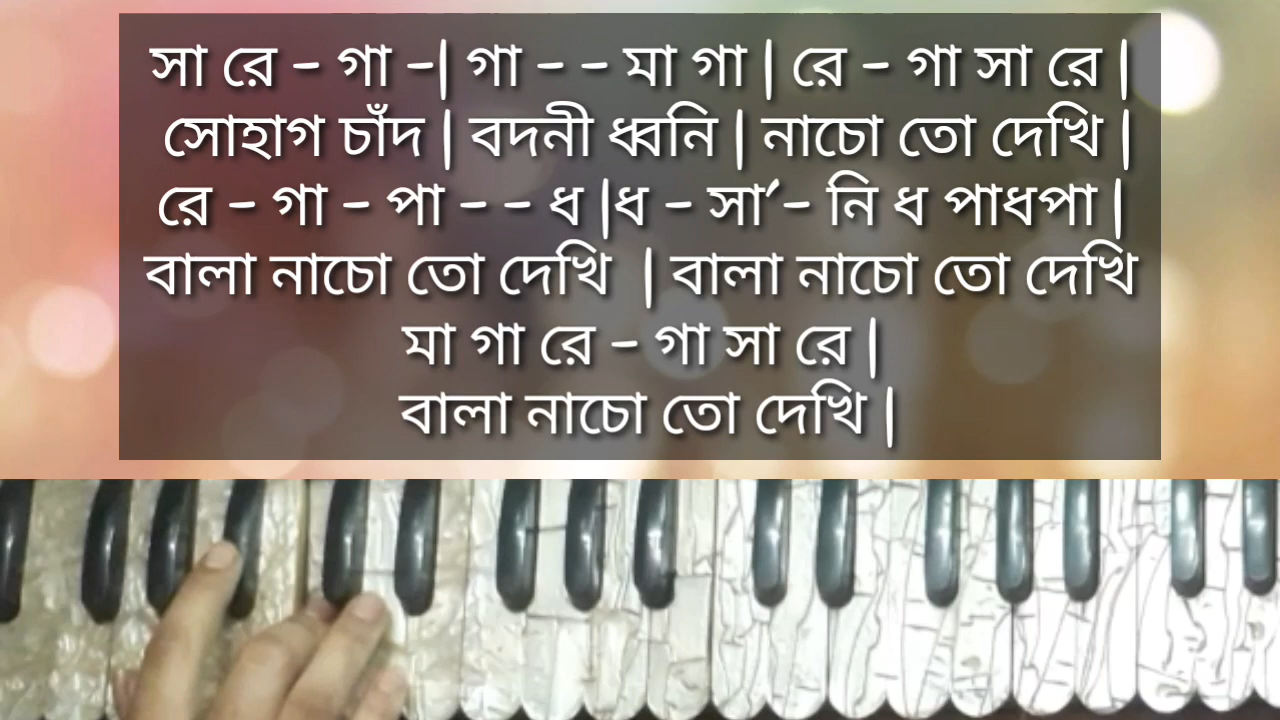 সা রে – গা –| গা – – মা গা | রে – গা সা রে |
সোহাগ চাঁদ | বদনী ধ্বনি | নাচো তো দেখি |
রে – গা – পা – – ধ |ধ – সা´– নি ধ পাধপা |
বালা নাচো তো দেখি | বালা নাচো তো দেখি
মা গা রে – গা সা রে |
বালা নাচো তো দেখি |